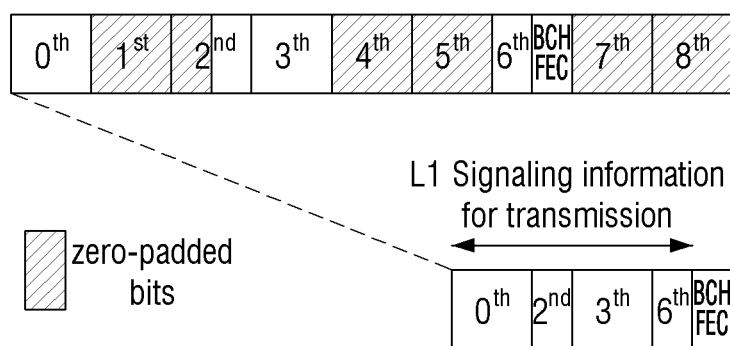 0th 1st 2nd 3th 4th 5th 6th BCH FEC 7th 8th
L1 Signaling information
for transmission
zero-padded
bits
0th 2nd 3th 6th BCH FEC